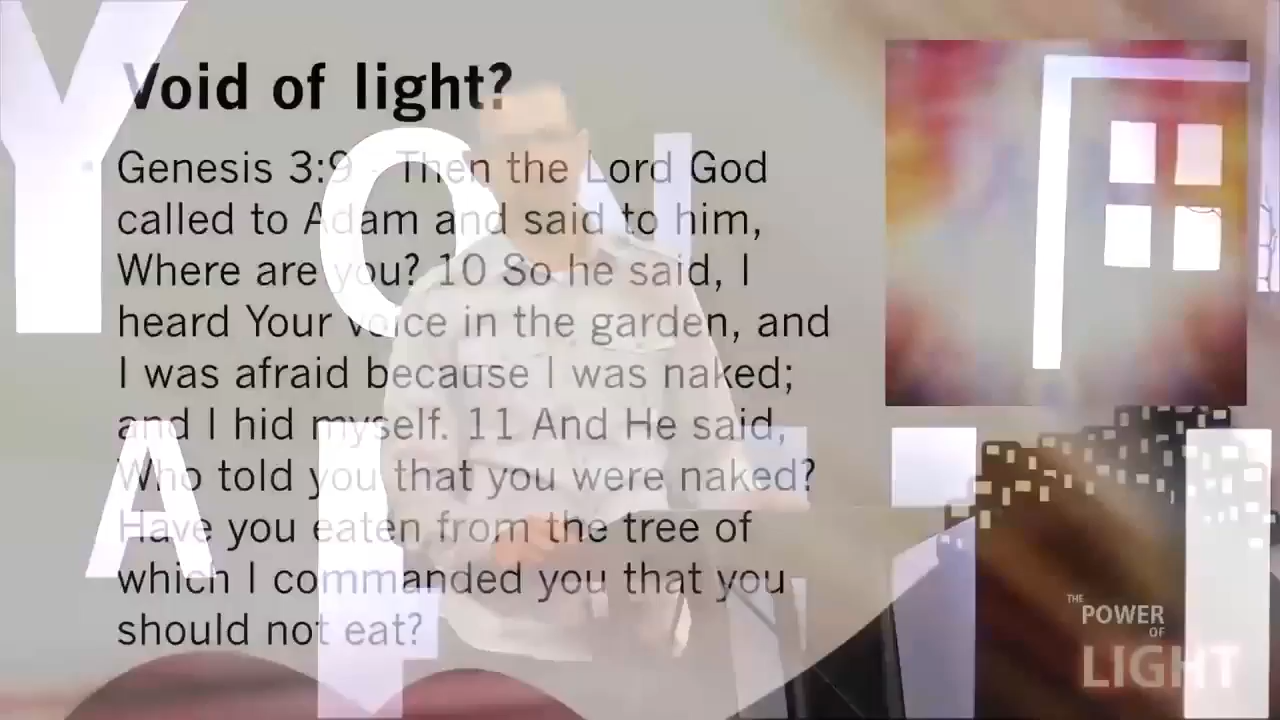 Void of light?
Genesis 3:9 - Then the Lord God
called to Adam and said to him,
Where are you? 10 So he said, I
heard Your voice in the garden, and
I was afraid because I was naked;
and I hid myself. 11 And He said,
Who told you that you were naked?
Have you eaten from the tree of
which I commanded you that you
should not eat?
THE
POWER
OF
LIGHT